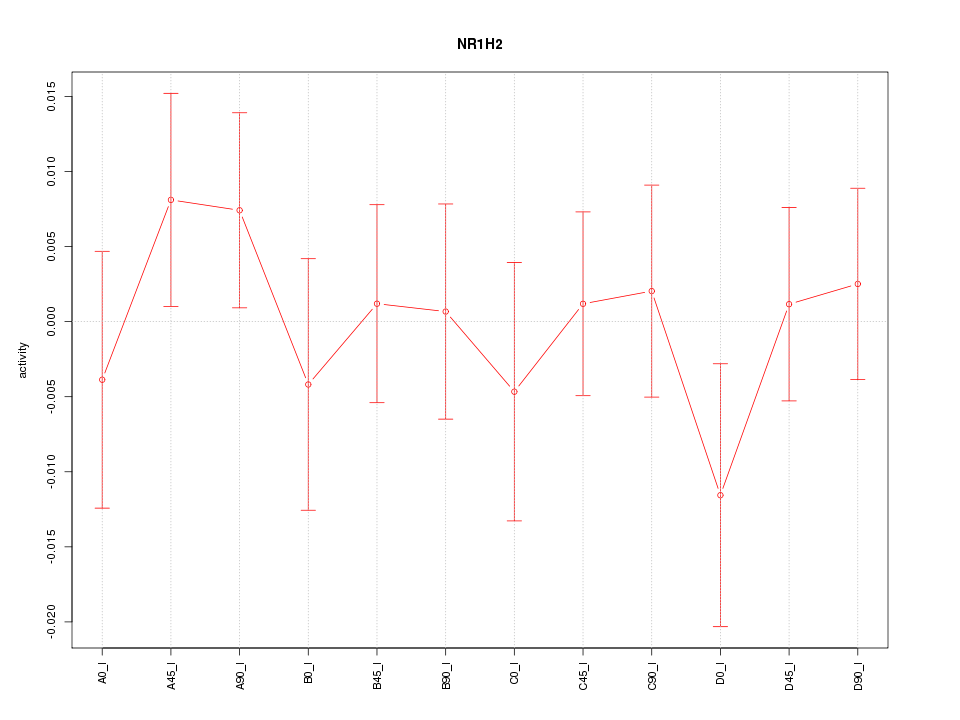 NR1H2
0.015
0.010
0.005
0.000
-0.005
-0.010
-0.015
-0.020
activity
A0_I
A45_I
A90_I
B0_I
B45_I
B90_I
C0_I
C45_I
C90_I
D0_I
D45_I
D90_I